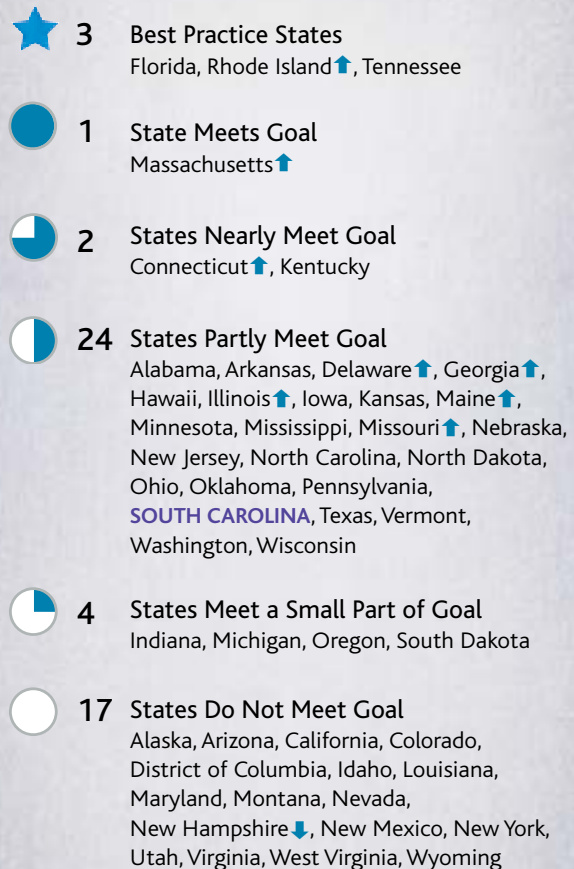 3 Best Practice States
Florida, Rhode Island⬆, Tennessee
1 State Meets Goal
Massachusetts⬆
2 States Nearly Meet Goal
Connecticut⬆, Kentucky
24 States Partly Meet Goal
Alabama, Arkansas, Delaware⬆, Georgia⬆,
Hawaii, Illinois⬆, Iowa, Kansas, Maine⬆,
Minnesota, Mississippi, Missouri⬆, Nebraska,
New Jersey, North Carolina, North Dakota,
Ohio, Oklahoma, Pennsylvania,
SOUTH CAROLINA, Texas, Vermont,
Washington, Wisconsin
4 States Meet a Small Part of Goal
Indiana, Michigan, Oregon, South Dakota
17 States Do Not Meet Goal
Alaska, Arizona, California, Colorado,
District of Columbia, Idaho, Louisiana,
Maryland, Montana, Nevada,
New Hampshire⬇, New Mexico, New York,
Utah, Virginia, West Virginia, Wyoming